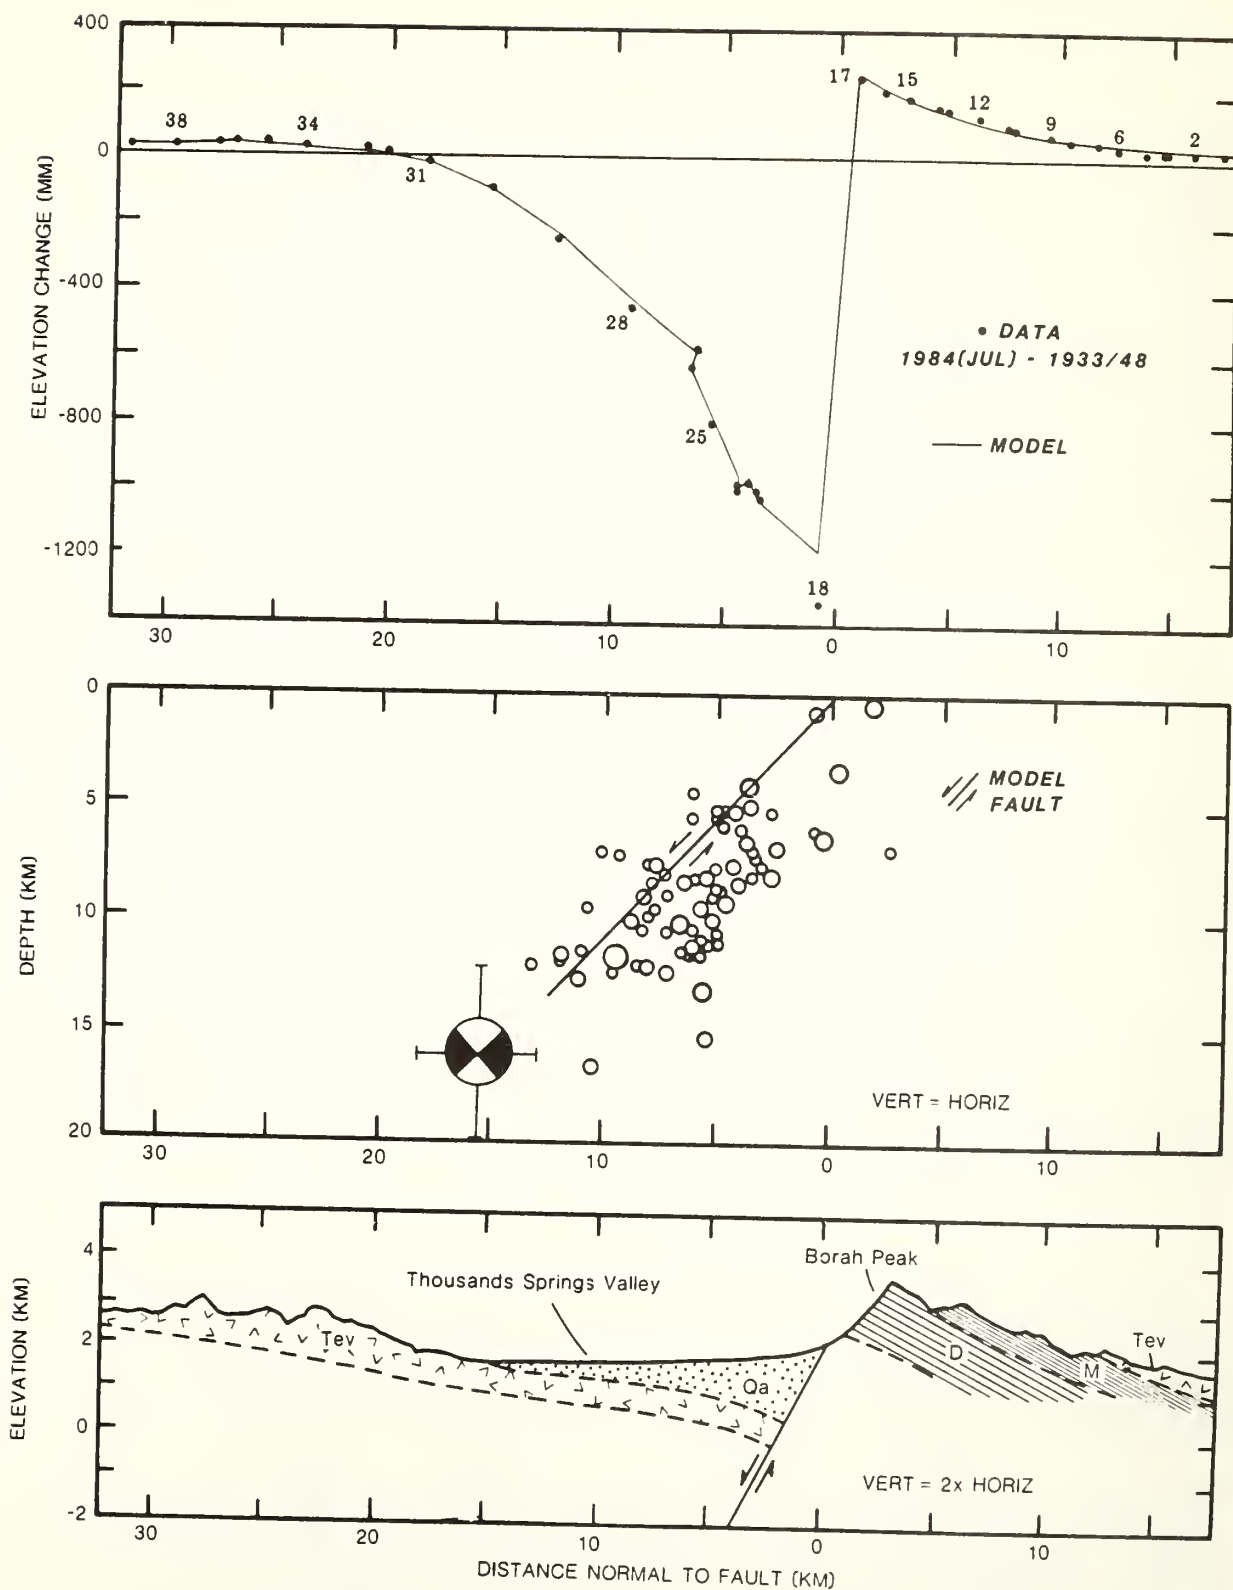 400
0
-400
-800
-1200
ELEVATION CHANGE (MM)
38
34
31
28
25
18
17
15
12
9
6
2
• DATA
1984(JUL) - 1933/48
MODEL
30 20 10 0 10
0
5
10
15
20
DEPTH (KM)
MODEL
FAULT
VERT = HORIZ
30 20 10 0 10
4
2
0
-2
ELEVATION (KM)
Thousands Springs Valley
Borah Peak
Tev
Qa
D
M
Tev
VERT = 2x HORIZ
30 20 10 0 10
DISTANCE NORMAL TO FAULT (KM)